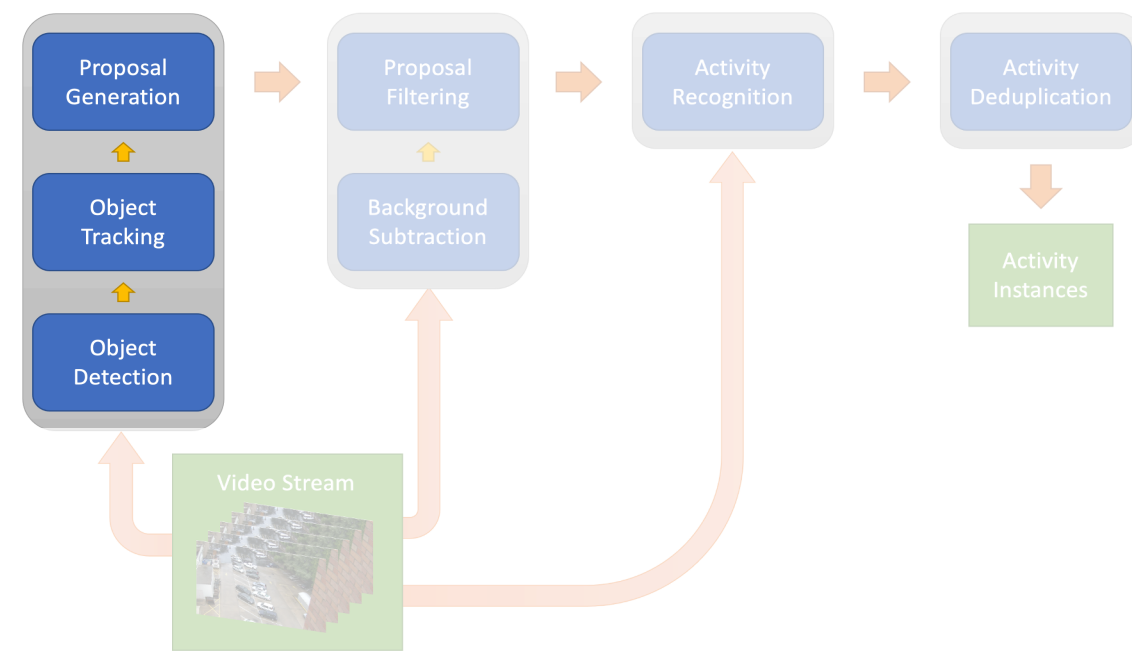 Proposal
Generation
Proposal
Filtering
Activity
Recognition
Activity
Deduplication
Object
Tracking
Background
Subtraction
Activity
Instances
Object
Detection
Video Stream